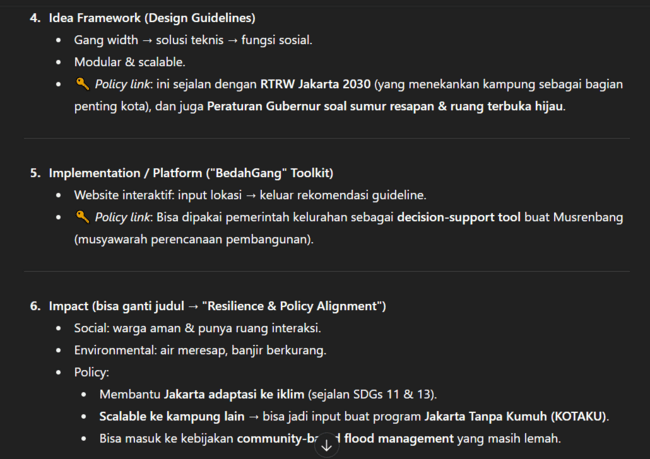 4. Idea Framework (Design Guidelines)
• Gang width → solusi teknis → fungsi sosial.
• Modular & scalable.
• 🔑 Policy link: ini sejalan dengan RTRW Jakarta 2030 (yang menekankan kampung sebagai bagian
penting kota), dan juga Peraturan Gubernur soal sumur resapan & ruang terbuka hijau.
5. Implementation / Platform ("BedahGang" Toolkit)
• Website interaktif: input lokasi → keluar rekomendasi guideline.
• 🔑 Policy link: Bisa dipakai pemerintah kelurahan sebagai decision-support tool buat Musrenbang
(musyawarah perencanaan pembangunan).
6. Impact (bisa ganti judul → "Resilience & Policy Alignment")
• Social: warga aman & punya ruang interaksi.
• Environmental: air meresap, banjir berkurang.
• Policy:
• Membantu Jakarta adaptasi ke iklim (sejalan SDGs 11 & 13).
• Scalable ke kampung lain → bisa jadi input buat program Jakarta Tanpa Kumuh (KOTAKU).
• Bisa masuk ke kebijakan flood management yang masih lemah.